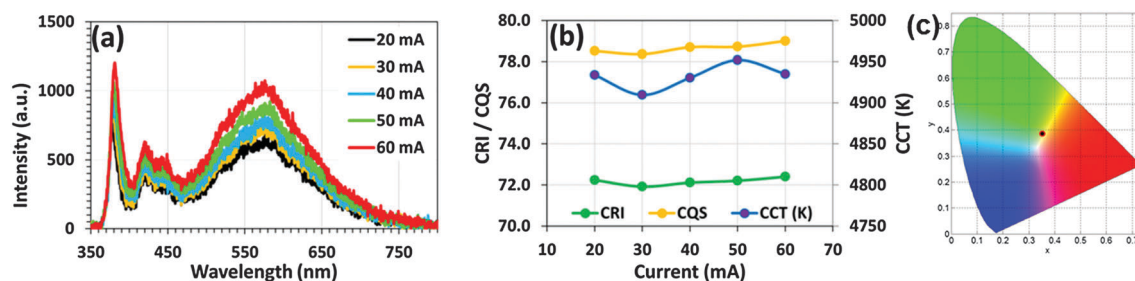 (a)
1500
1000
500
0
350
450
550
650
750
Intensity (a.u.)
Wavelength (nm)
20 mA
30 mA
40 mA
50 mA
60 mA
(b)
80.0
78.0
76.0
74.0
72.0
70.0
5000
4950
4900
4850
4800
4750
10
20
30
40
50
60
70
CRI / CQS
CCT (K)
Current (mA)
CRI
CQS
CCT (K)
(c)
0.8
0.7
0.6
0.5
0.4
0.3
0.2
0.1
0
0
0.1
0.2
0.3
0.4
0.5
0.6
0.7
y
x